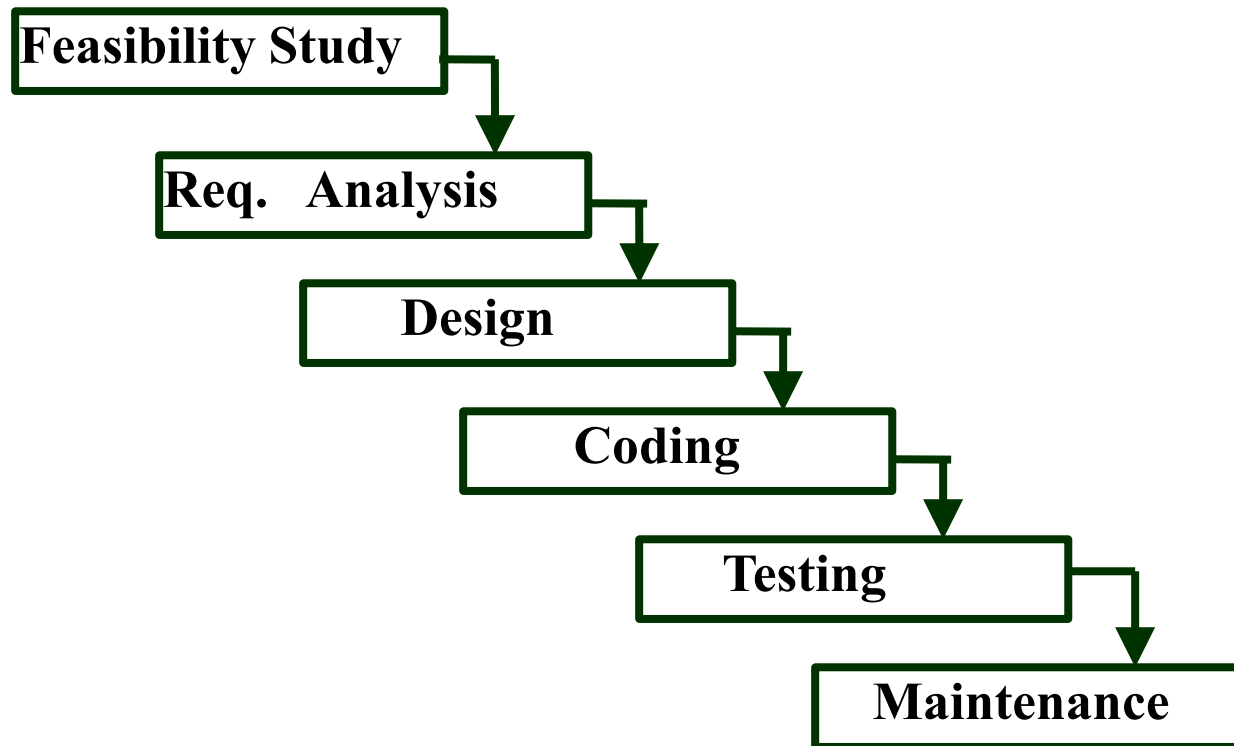 Feasibility Study
Req. Analysis
Design
Coding
Testing
Maintenance